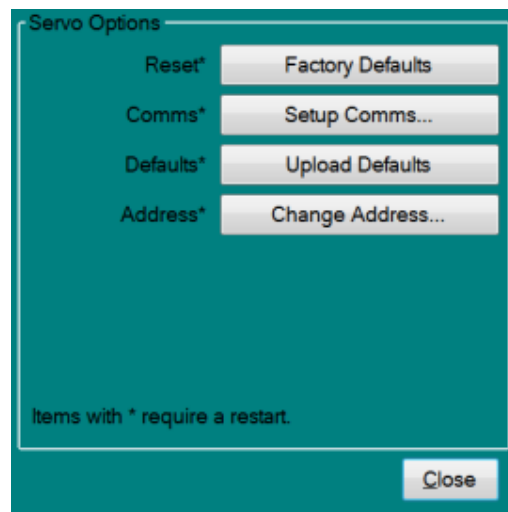 Servo Options
Reset* Factory Defaults
Comms* Setup Comms...
Defaults* Upload Defaults
Address* Change Address...
Items with * require a restart.
Close